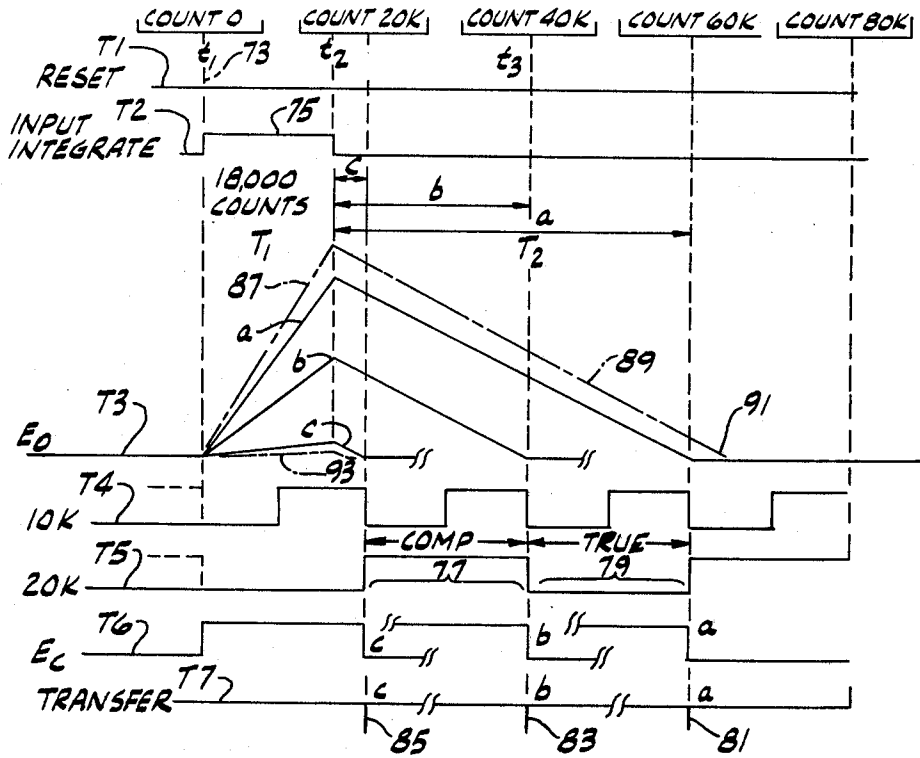 COUNT 0 COUNT 20K COUNT 40K COUNT 60K COUNT 80K
T1 t1 73 t2 t3
RESET
T2 75
INPUT
INTEGRATE
c
18,000
COUNTS
b
a
T1 T2
87
a
b
89
T3 91
E0 c
93
T4
10K
COMP TRUE
T5 77 79
20K
T6 c b a
EC
T7
TRANSFER c b a
85 83 81